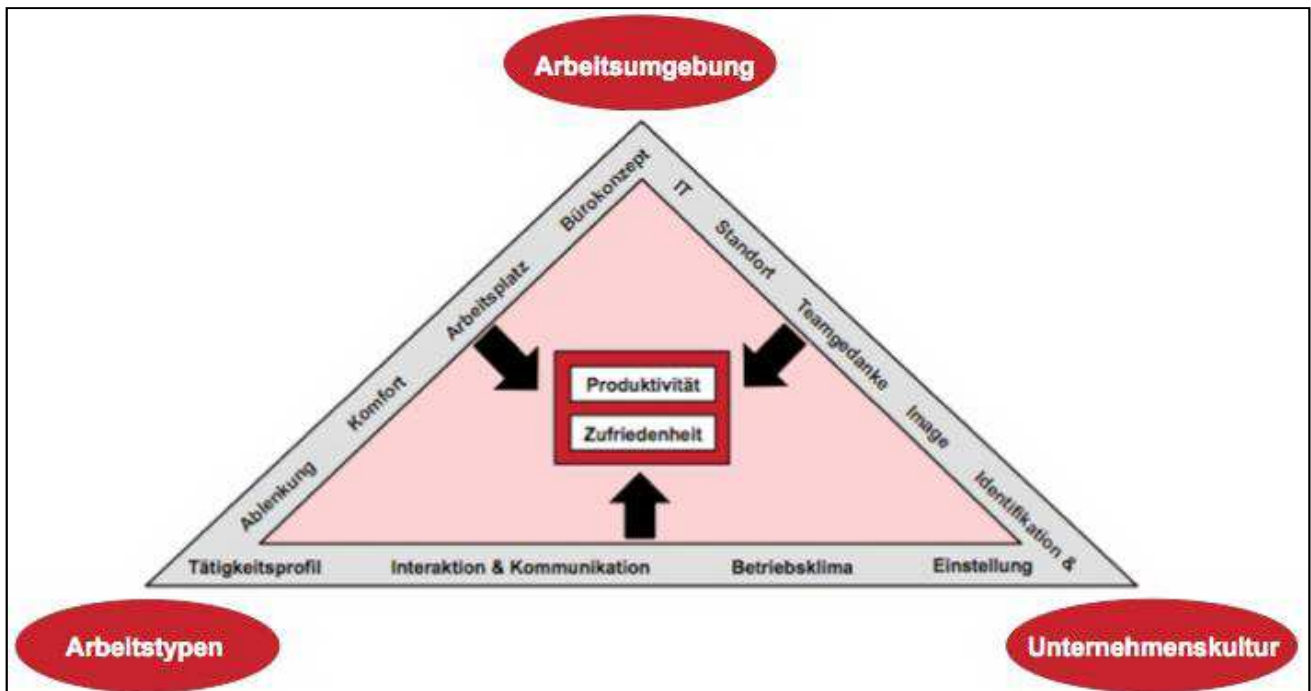 Arbeitsumgebung
Bürokonzept
Arbeitsplatz
Komfort
Ablenkung
IT
Standort
Teamgedanke
Image
Identifikation &
Produktivität
Zufriedenheit
Tätigkeitsprofil
Interaktion & Kommunikation
Betriebsklima
Einstellung
Arbeitstypen
Unternehmenskultur